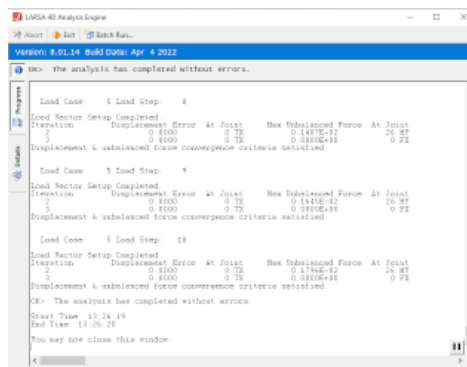 LARSA 4D Analysis Engine
Abort Exit Batch Run...
Version: 8.01.14 Build Date: Apr 4 2022
OK> the analysis has completed without errors.
Progress
Details
Load Case: 5 Load Step: 8
Load Vector Setup Completed.
Iteration Displacement Error At Joint Max Unbalanced Force At Joint
2 0.0000 0 TX 0.1487E-02 26 MY
3 0.0000 0 TX 0.0000E+00 0 FX
Displacement & unbalanced force convergence criteria satisfied.
Load Case: 5 Load Step: 9
Load Vector Setup Completed.
Iteration Displacement Error At Joint Max Unbalanced Force At Joint
2 0.0000 0 TX 0.1645E-02 26 MY
3 0.0000 0 TX 0.0000E+00 0 FX
Displacement & unbalanced force convergence criteria satisfied.
Load Case: 5 Load Step: 10
Load Vector Setup Completed.
Iteration Displacement Error At Joint Max Unbalanced Force At Joint
2 0.0000 0 TX 0.1796E-02 26 MY
3 0.0000 0 TX 0.0000E+00 0 FX
Displacement & unbalanced force convergence criteria satisfied.
OK> The analysis has completed without errors.
Start Time 13:26:19
End Time 13:26:20
You may now close this window.